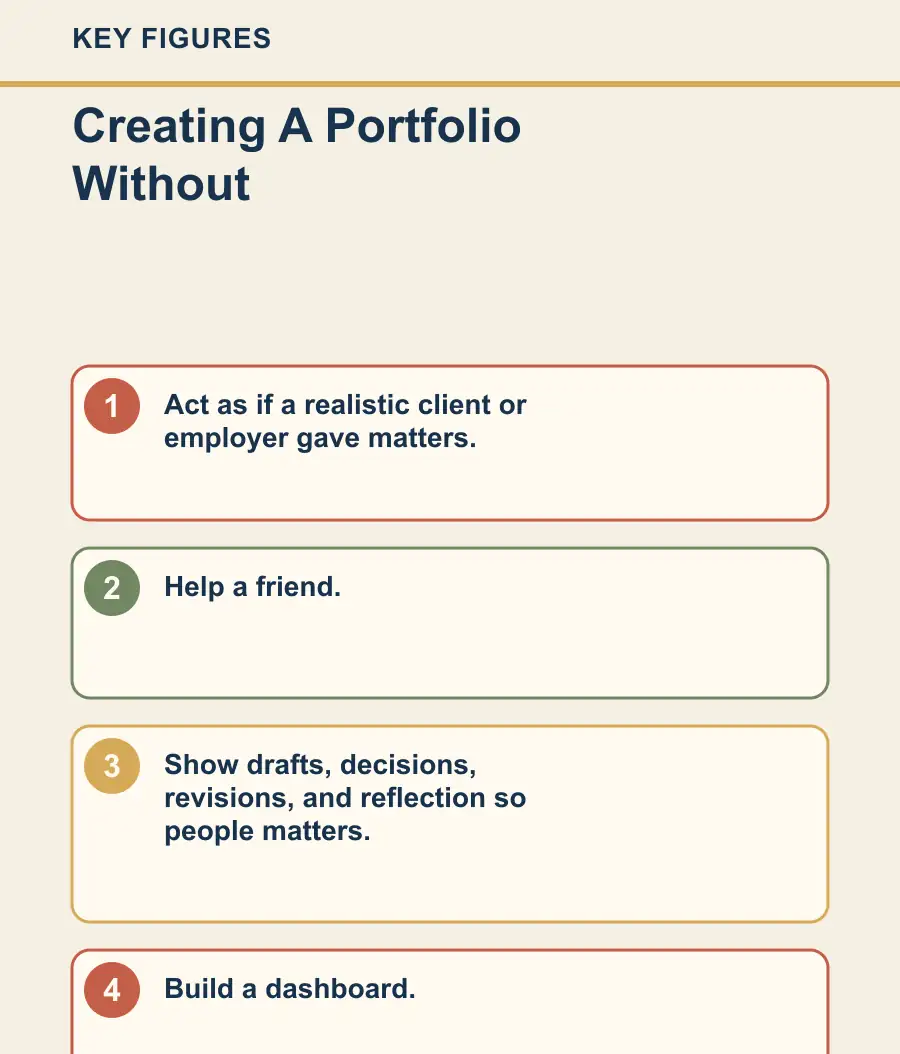 KEY FIGURES
Creating A Portfolio
Without
1
Act as if a realistic client or
employer gave matters.
2
Help a friend.
3
Show drafts, decisions,
revisions, and reflection so
people matters.
4
Build a dashboard.